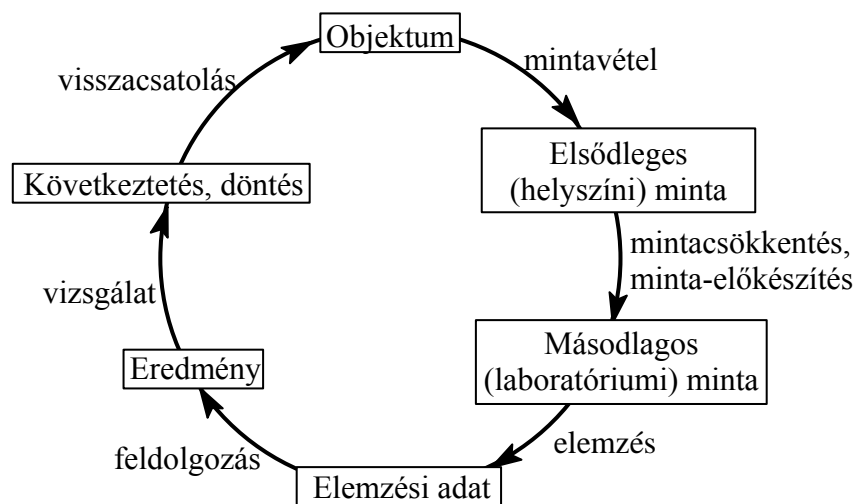 Objektum
mintavétel
Elsődleges
(helyszíni) minta
mintacsökkentés,
minta-előkészítés
Másodlagos
(laboratóriumi) minta
elemzés
Elemzési adat
feldolgozás
Eredmény
vizsgálat
Következtetés, döntés
visszacsatolás